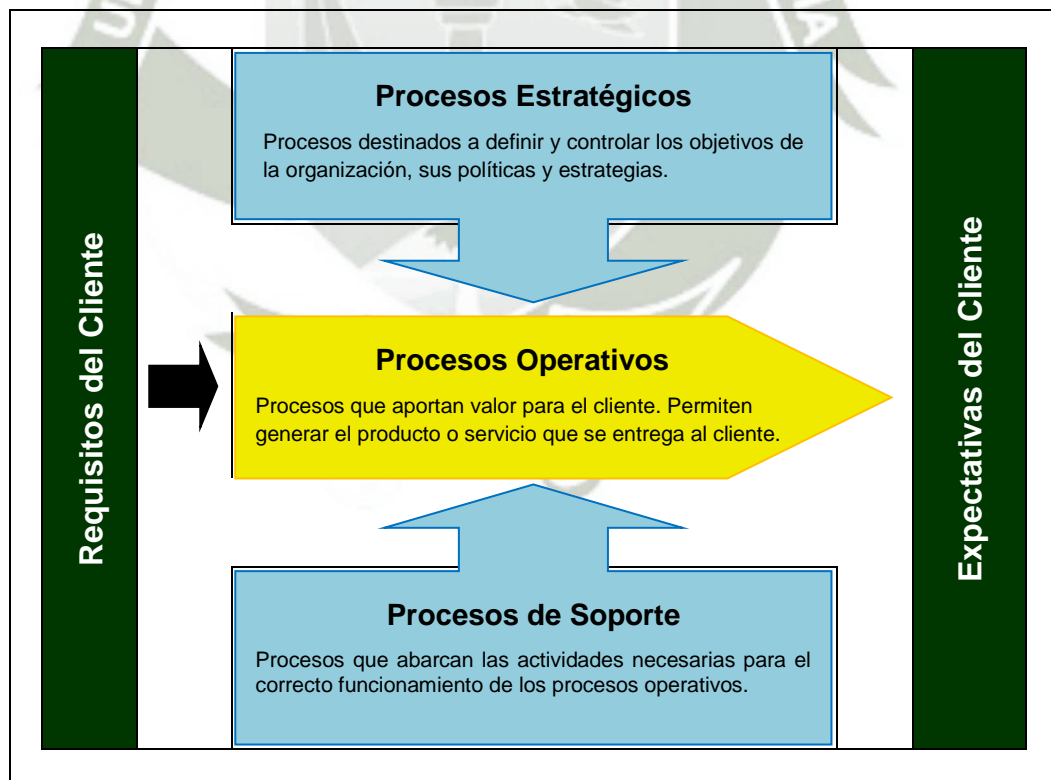 Requisitos del Cliente
Procesos Estratégicos
Procesos destinados a definir y controlar los objetivos de
la organización, sus políticas y estrategias.
Procesos Operativos
Procesos que aportan valor para el cliente. Permiten
generar el producto o servicio que se entrega al cliente.
Procesos de Soporte
Procesos que abarcan las actividades necesarias para el
correcto funcionamiento de los procesos operativos.
Expectativas del Cliente